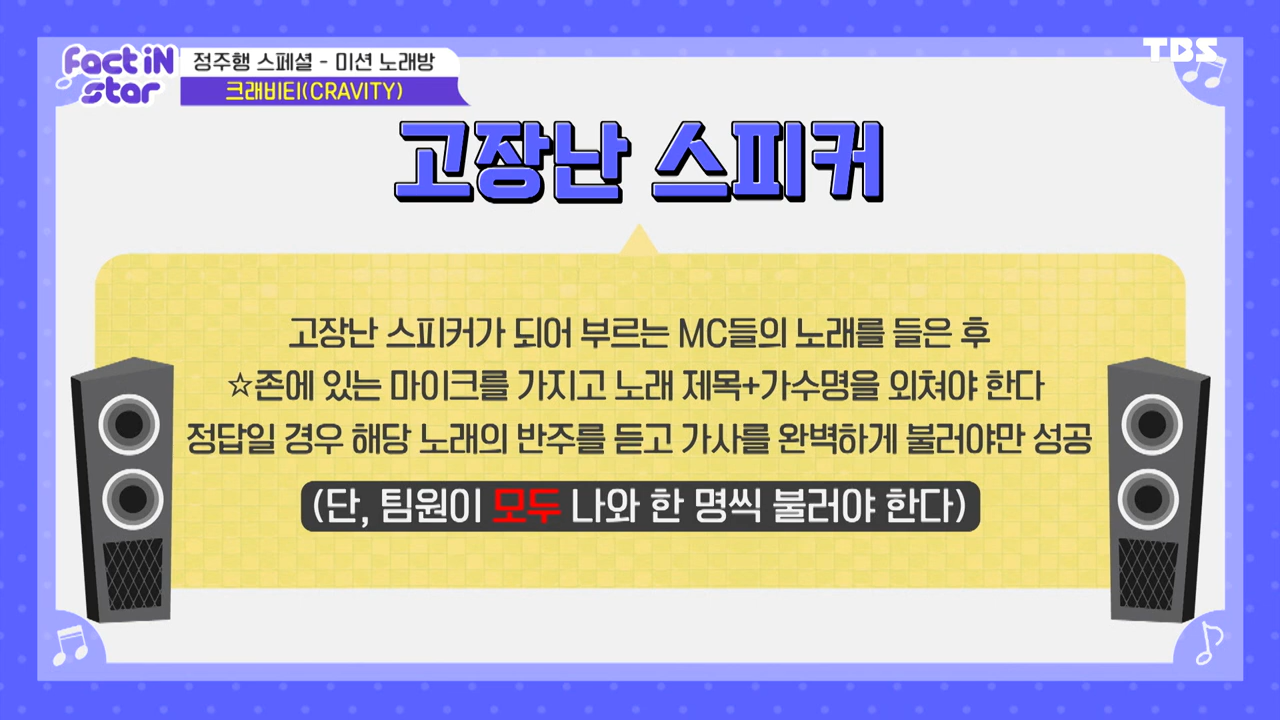 Fact iN
star
정주행 스페셜 - 미션 노래방
크래비티(CRAVITY)
TBS
고장난 스피커
고장난 스피커가 되어 부르는 MC들의 노래를 들은 후
☆존에 있는 마이크를 가지고 노래 제목+가수명을 외쳐야 한다
정답일 경우 해당 노래의 반주를 듣고 가사를 완벽하게 불러야만 성공
(단, 팀원이 모두 나와 한 명씩 불러야 한다)